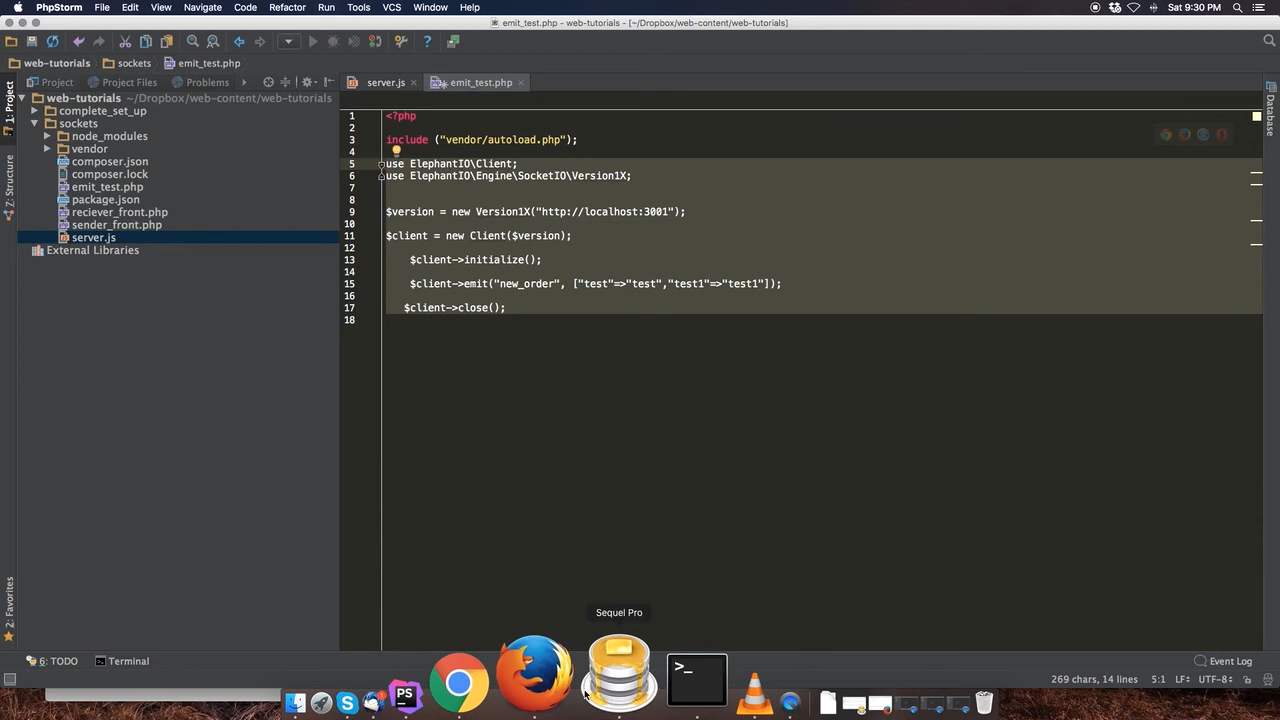 PhpStorm File Edit View Navigate Code Refactor Run Tools VCS Window Help Sat 9:30 PM
emit_test.php - web-tutorials - [~/Dropbox/web-content/web-tutorials]
web-tutorials sockets emit_test.php
1: Project
Z: Structure
2: Favorites
Project Project Files Problems
web-tutorials ~/Dropbox/web-content/web-tutorials
complete_set_up
sockets
node_modules
vendor
composer.json
composer.lock
emit_test.php
package.json
reciever_front.php
sender_front.php
server.js
External Libraries
server.js emit_test.php
1 <?php
2
3 include ("vendor/autoload.php");
4
5 use ElephantIO\Client;
6 use ElephantIO\Engine\SocketIO\Version1X;
7
8
9 $version = new Version1X("http://localhost:3001");
10
11 $client = new Client($version);
12
13 $client->initialize();
14
15 $client->emit("new_order", ["test"=>"test","test1"=>"test1"]);
16
17 $client->close();
18
Database
Sequel Pro
6: TODO Terminal Event Log
269 chars, 14 lines 5:1 LF÷ UTF-8÷
PS
>_